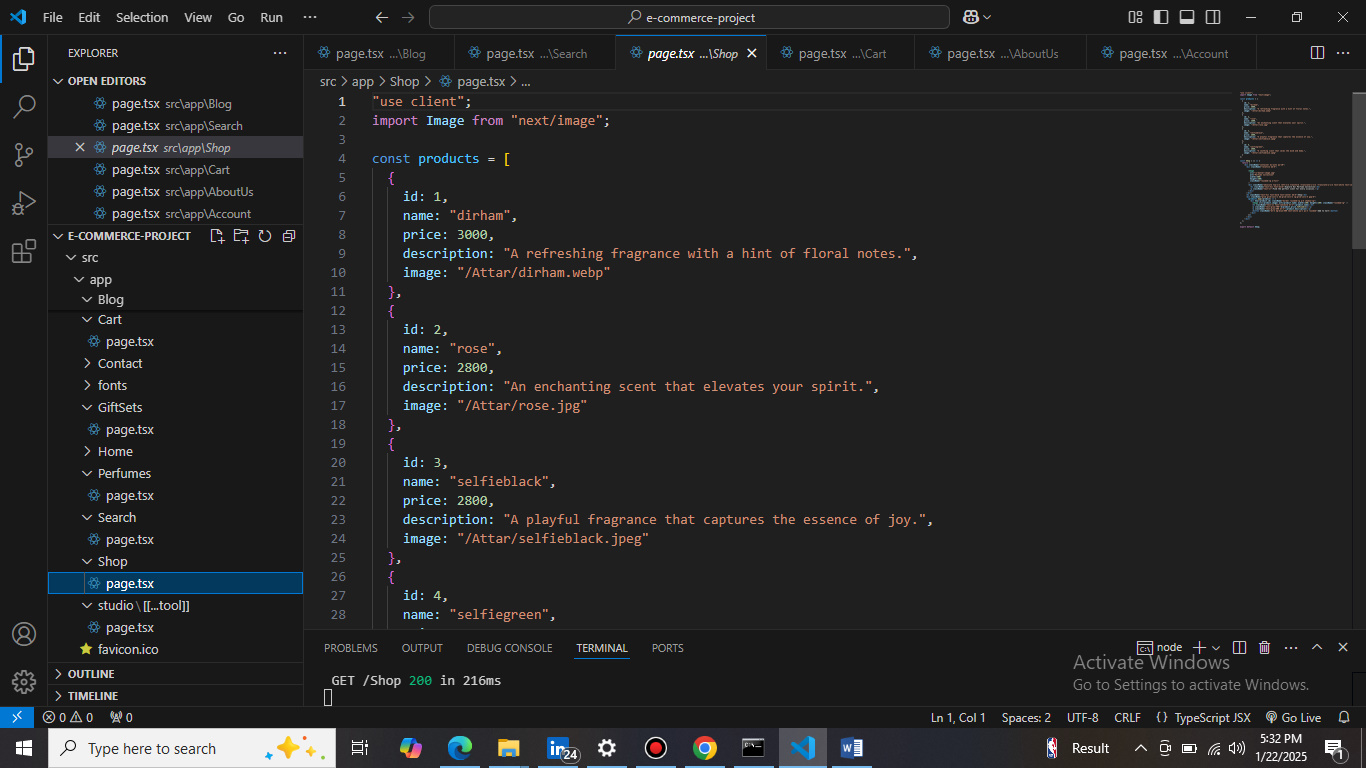 File Edit Selection View Go Run ··· e-commerce-project
EXPLORER
OPEN EDITORS
page.tsx src\app\Blog
page.tsx src\app\Search
page.tsx src\app\Shop
page.tsx src\app\Cart
page.tsx src\app\AboutUs
page.tsx src\app\Account
E-COMMERCE-PROJECT
src
app
Blog
Cart
page.tsx
Contact
fonts
GiftSets
page.tsx
Home
Perfumes
page.tsx
Search
page.tsx
Shop
page.tsx
studio\[[...tool]]
page.tsx
favicon.ico
OUTLINE
TIMELINE
page.tsx ...\Blog page.tsx ...\Search page.tsx ...\Shop page.tsx ...\Cart page.tsx ...\AboutUs page.tsx ...\Account
src > app > Shop > page.tsx > ...
1 "use client";
2 import Image from "next/image";
3
4 const products = [
5 {
6 id: 1,
7 name: "dirham",
8 price: 3000,
9 description: "A refreshing fragrance with a hint of floral notes.",
10 image: "/Attar/dirham.webp"
11 },
12 {
13 id: 2,
14 name: "rose",
15 price: 2800,
16 description: "An enchanting scent that elevates your spirit.",
17 image: "/Attar/rose.jpg"
18 },
19 {
20 id: 3,
21 name: "selfieblack",
22 price: 2800,
23 description: "A playful fragrance that captures the essence of joy.",
24 image: "/Attar/selfieblack.jpeg"
25 },
26 {
27 id: 4,
28 name: "selfiegreen",
PROBLEMS OUTPUT DEBUG CONSOLE TERMINAL PORTS node
GET /Shop 200 in 216ms
Activate Windows
Go to Settings to activate Windows.
0 0 0 Ln 1, Col 1 Spaces: 2 UTF-8 CRLF {} TypeScript JSX Go Live
Type here to search 24 Result 5:32 PM
1/22/2025 1